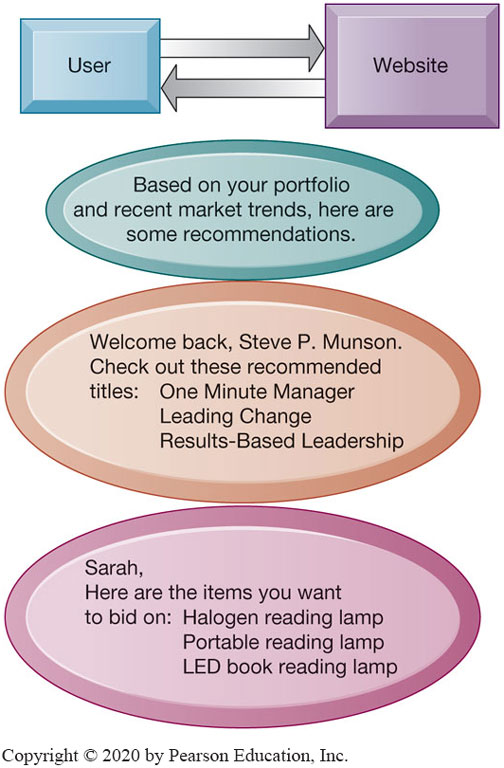 User
Website
Based on your portfolio
and recent market trends, here are
some recommendations.
Welcome back, Steve P. Munson.
Check out these recommended
titles: One Minute Manager
Leading Change
Results-Based Leadership
Sarah,
Here are the items you want
to bid on: Halogen reading lamp
Portable reading lamp
LED book reading lamp
Copyright © 2020 by Pearson Education, Inc.